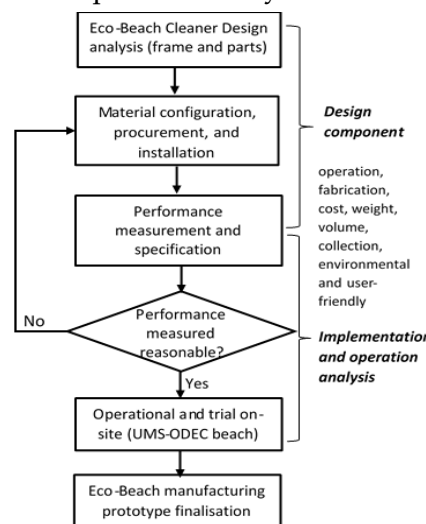 Eco-Beach Cleaner Design
analysis (frame and parts)
Material configuration,
procurement, and
installation
Design
component
Performance
measurement and
specification
operation,
fabrication,
cost, weight,
volume,
collection,
environmental
and user-
friendly
No
Performance
measured
reasonable?
Implementation
and operation
analysis
Yes
Operational and trial on-
site (UMS-ODEC beach)
Eco-Beach manufacturing
prototype finalisation